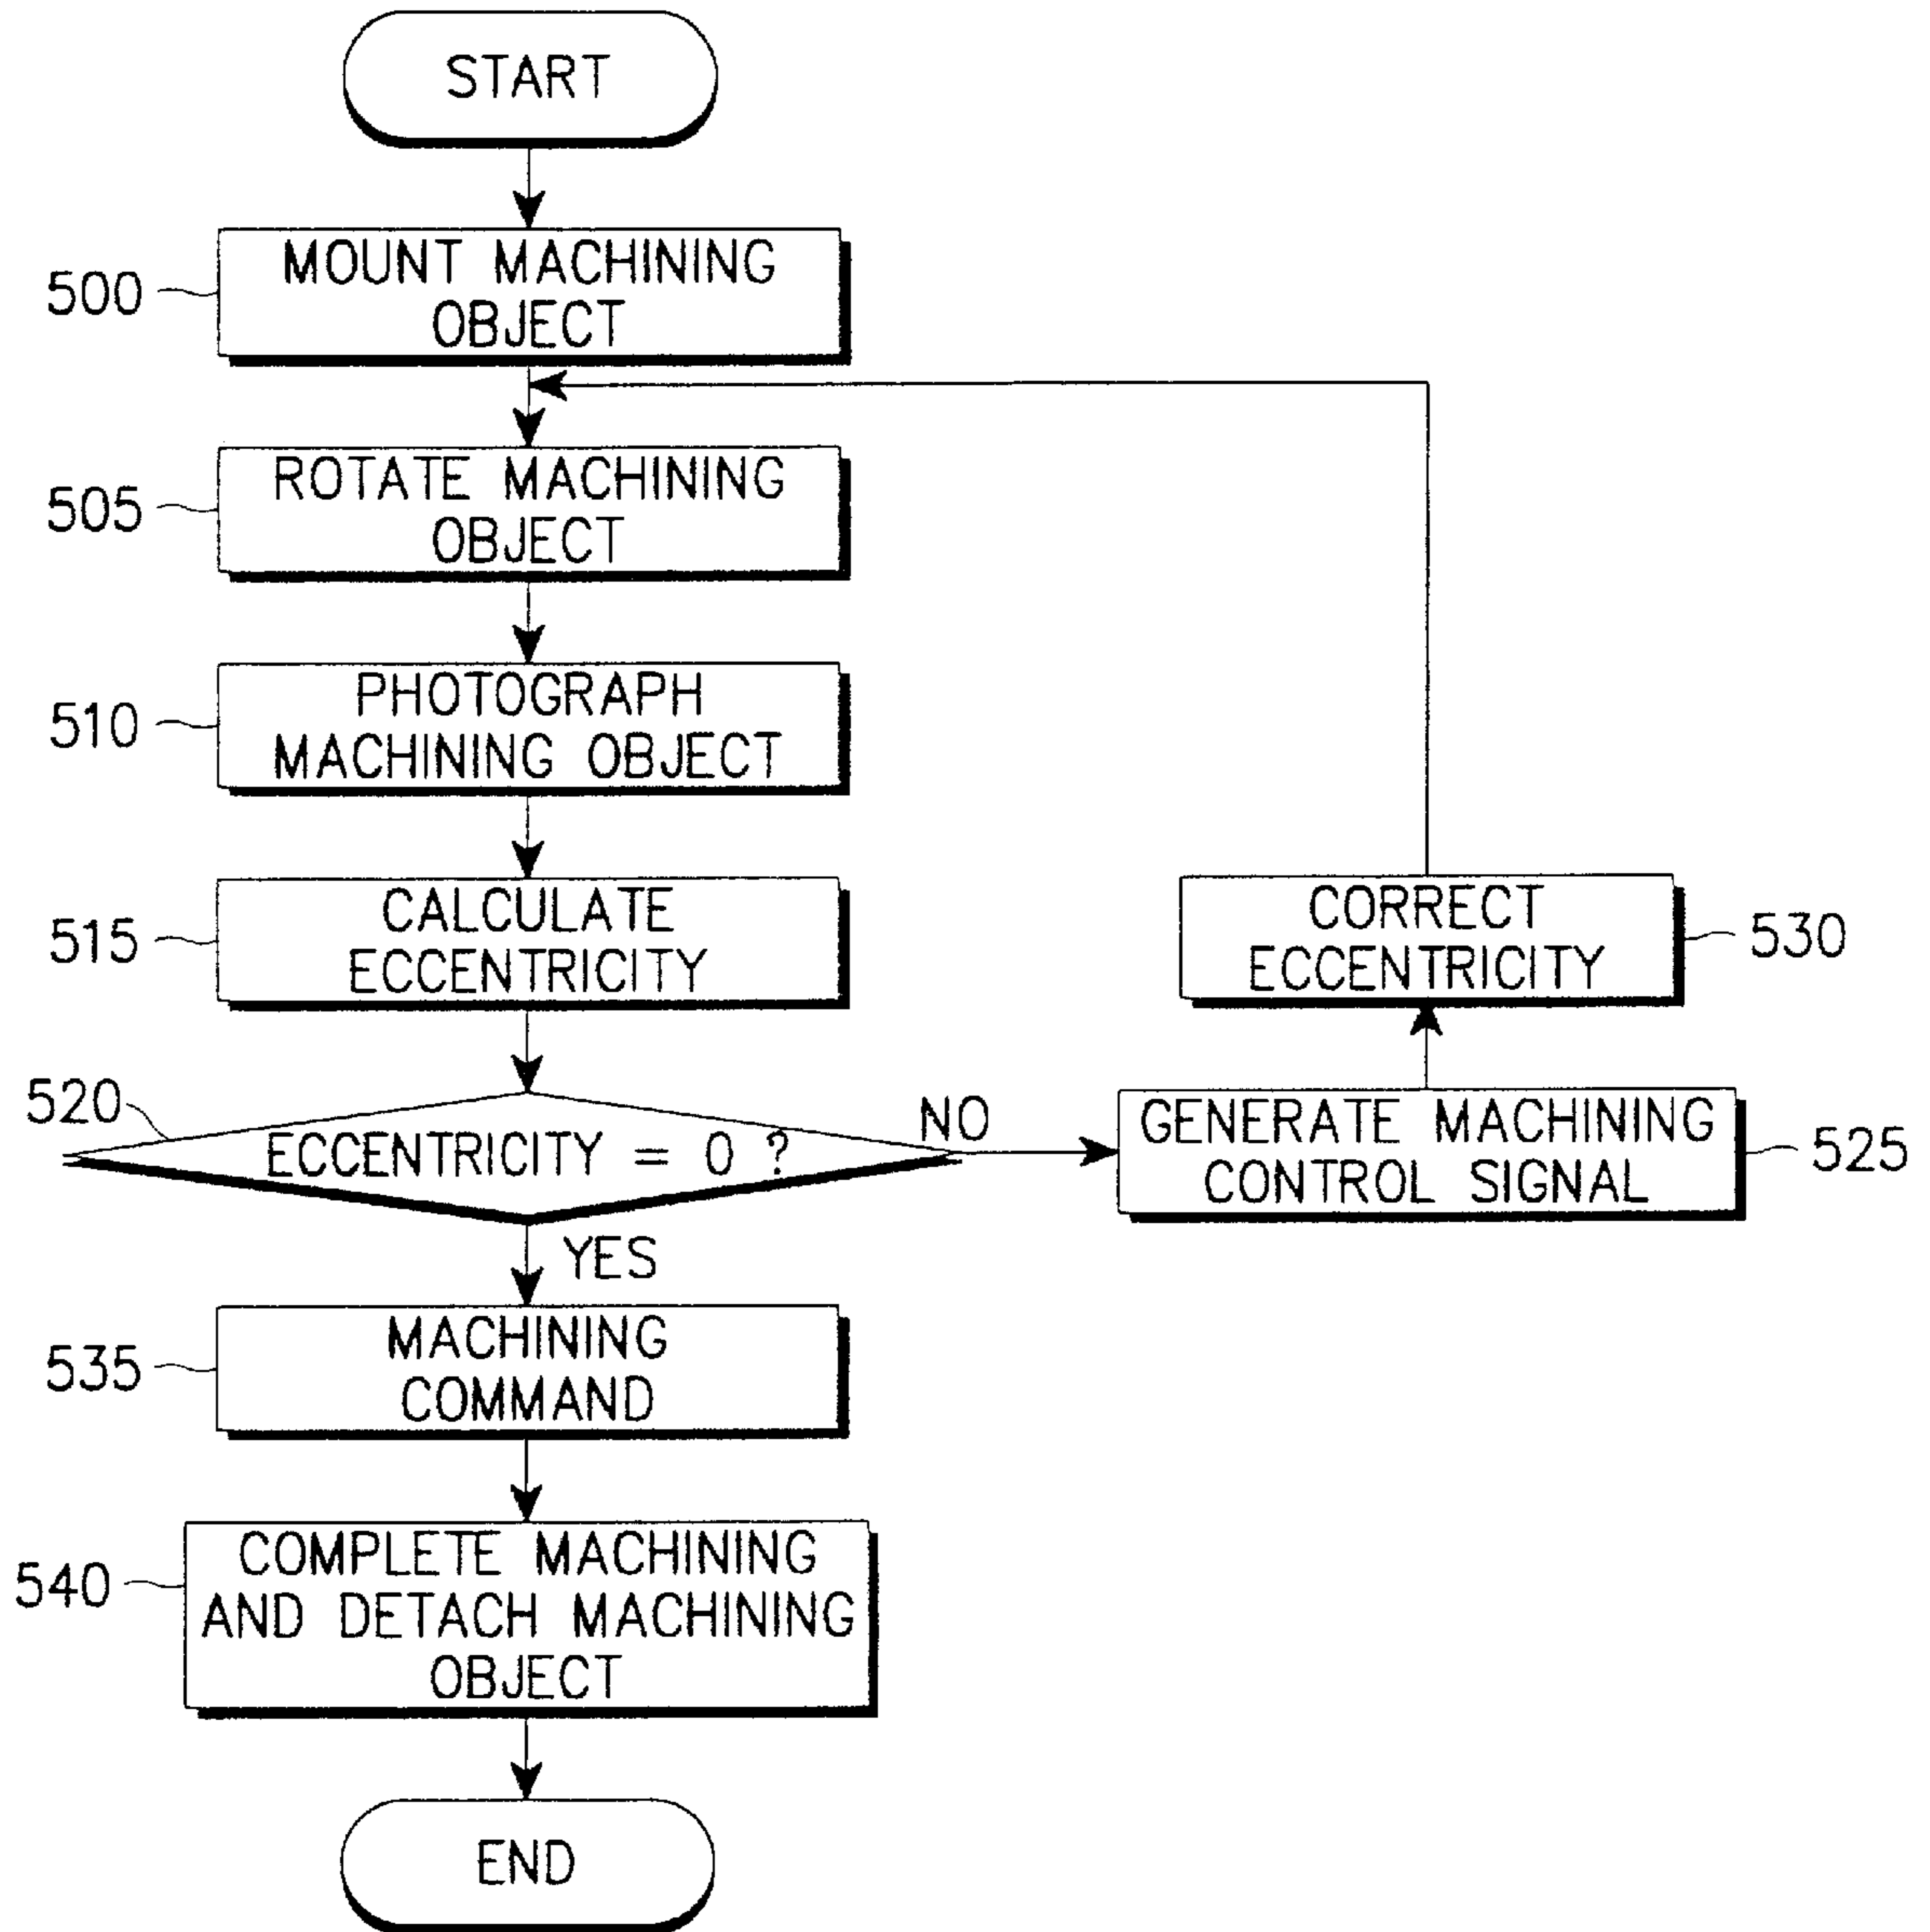 START
500
MOUNT MACHINING
OBJECT
505
ROTATE MACHINING
OBJECT
510
PHOTOGRAPH
MACHINING OBJECT
515
CALCULATE
ECCENTRICITY
CORRECT
ECCENTRICITY
530
520
ECCENTRICITY = 0 ?
NO
GENERATE MACHINING
CONTROL SIGNAL
525
YES
535
MACHINING
COMMAND
540
COMPLETE MACHINING
AND DETACH MACHINING
OBJECT
END